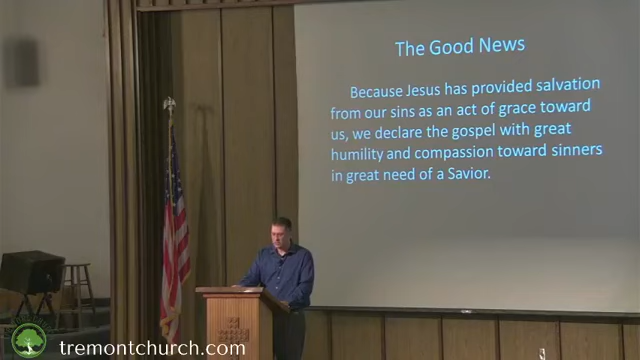 The Good News
Because Jesus has provided salvation
from our sins as an act of grace toward
us, we declare the gospel with great
humility and compassion toward sinners
in great need of a Savior.
tremontchurch.com